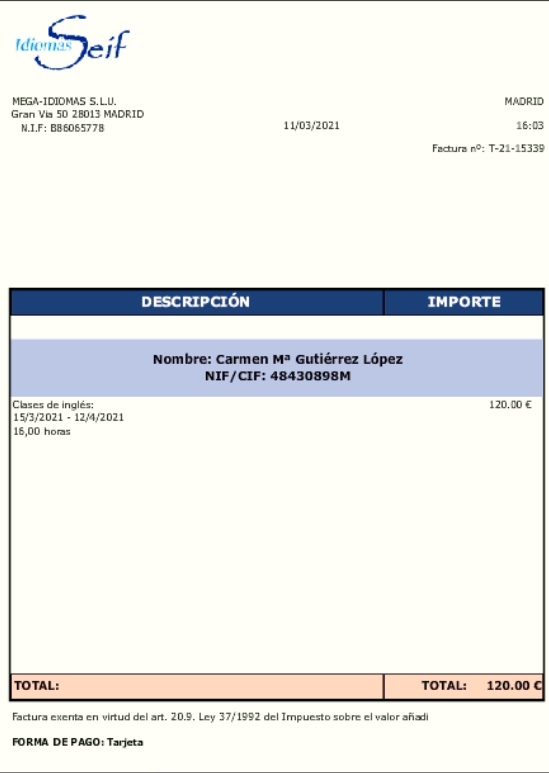 Idiomas Seif
MEGA-IDIOMAS S.L.U.
Gran Via 50 28013 MADRID
N.I.F: B86065778
11/03/2021
MADRID
16:03
Factura nº: T-21-15339
DESCRIPCIÓN IMPORTE
Nombre: Carmen Mª Gutiérrez López
NIF/CIF: 48430898M
Clases de inglés: 120.00 €
15/3/2021 - 12/4/2021
16,00 horas
TOTAL: TOTAL: 120.00 €
Factura exenta en virtud del art. 20.9. Ley 37/1992 del Impuesto sobre el valor añadi
FORMA DE PAGO: Tarjeta